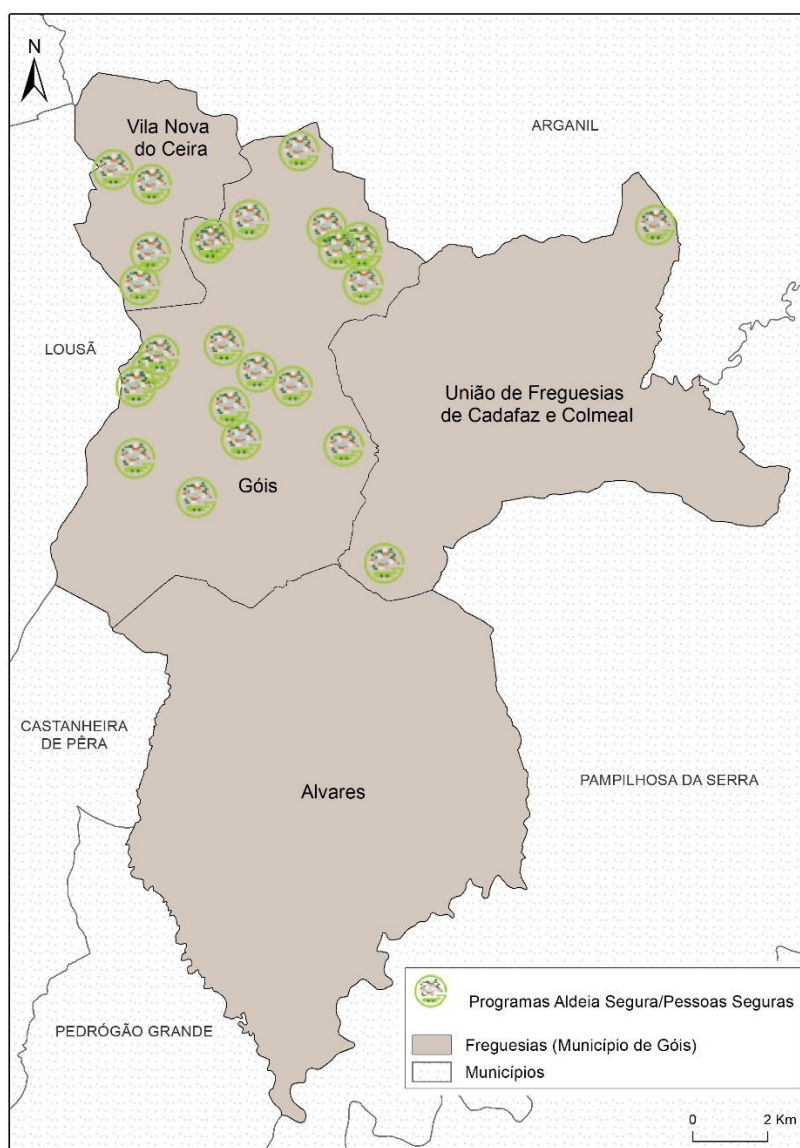 N
Vila Nova
do Ceira
ARGANIL
LOUSÃ
União de Freguesias
de Cadafaz e Colmeal
Góis
CASTANHEIRA
DE PÊRA
Alvares
PAMPILHOSA DA SERRA
PEDRÓGÃO GRANDE
Programas Aldeia Segura/Pessoas Seguras
Freguesias (Município de Góis)
Municípios
0 2 Km